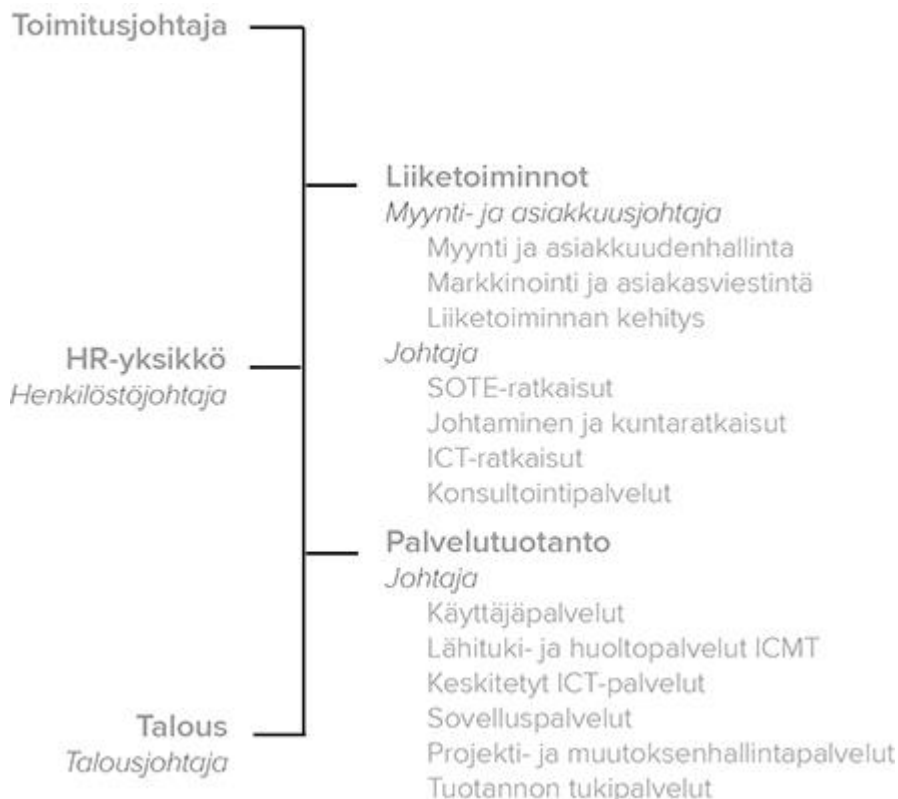 Toimitusjohtaja
Liiketoiminnot
Myynti- ja asiakkuusjohtaja
Myynti ja asiakkuudenhallinta
Markkinointi ja asiakasviestintä
Liiketoiminnan kehitys
HR-yksikkö
Henkilöstöjohtaja
Johtaja
SOTE-ratkaisut
Johtaminen ja kuntaratkaisut
ICT-ratkaisut
Konsultointipalvelut
Palvelutuotanto
Johtaja
Käyttäjäpalvelut
Lähituki- ja huoltopalvelut ICMT
Keskitetyt ICT-palvelut
Sovelluspalvelut
Projekti- ja muutoksenhallintapalvelut
Tuotannon tukipalvelut
Talous
Talousjohtaja